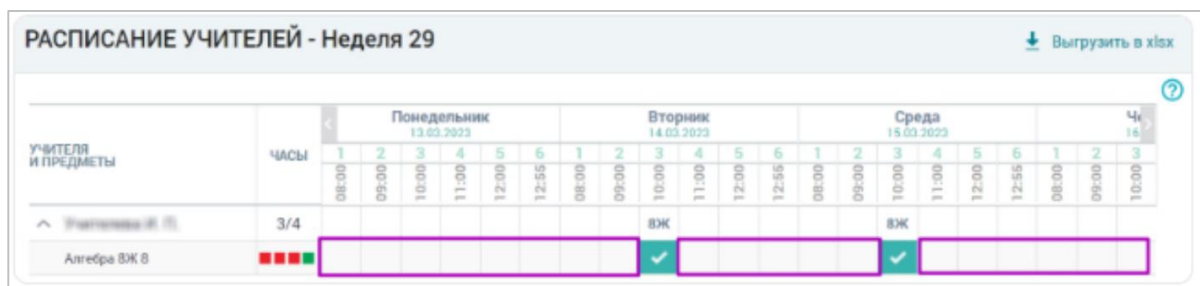 РАСПИСАНИЕ УЧИТЕЛЕЙ - Неделя 29
Выгрузить в xlsx
?
УЧИТЕЛЯ И ПРЕДМЕТЫ
ЧАСЫ
Понедельник Вторник Среда Че
13.03.2023 14.03.2023 15.03.2023 16
1 2 3 4 5 6 1 2 3 4 5 6 1 2 3 4 5 6 1 2 3
08:00 09:00 10:00 11:00 12:00 12:55 08:00 09:00 10:00 11:00 12:00 12:55 08:00 09:00 10:00 11:00 12:00 12:55 08:00 09:00 10:00
3/4 8Ж 8Ж
Алгебра 8Ж 8